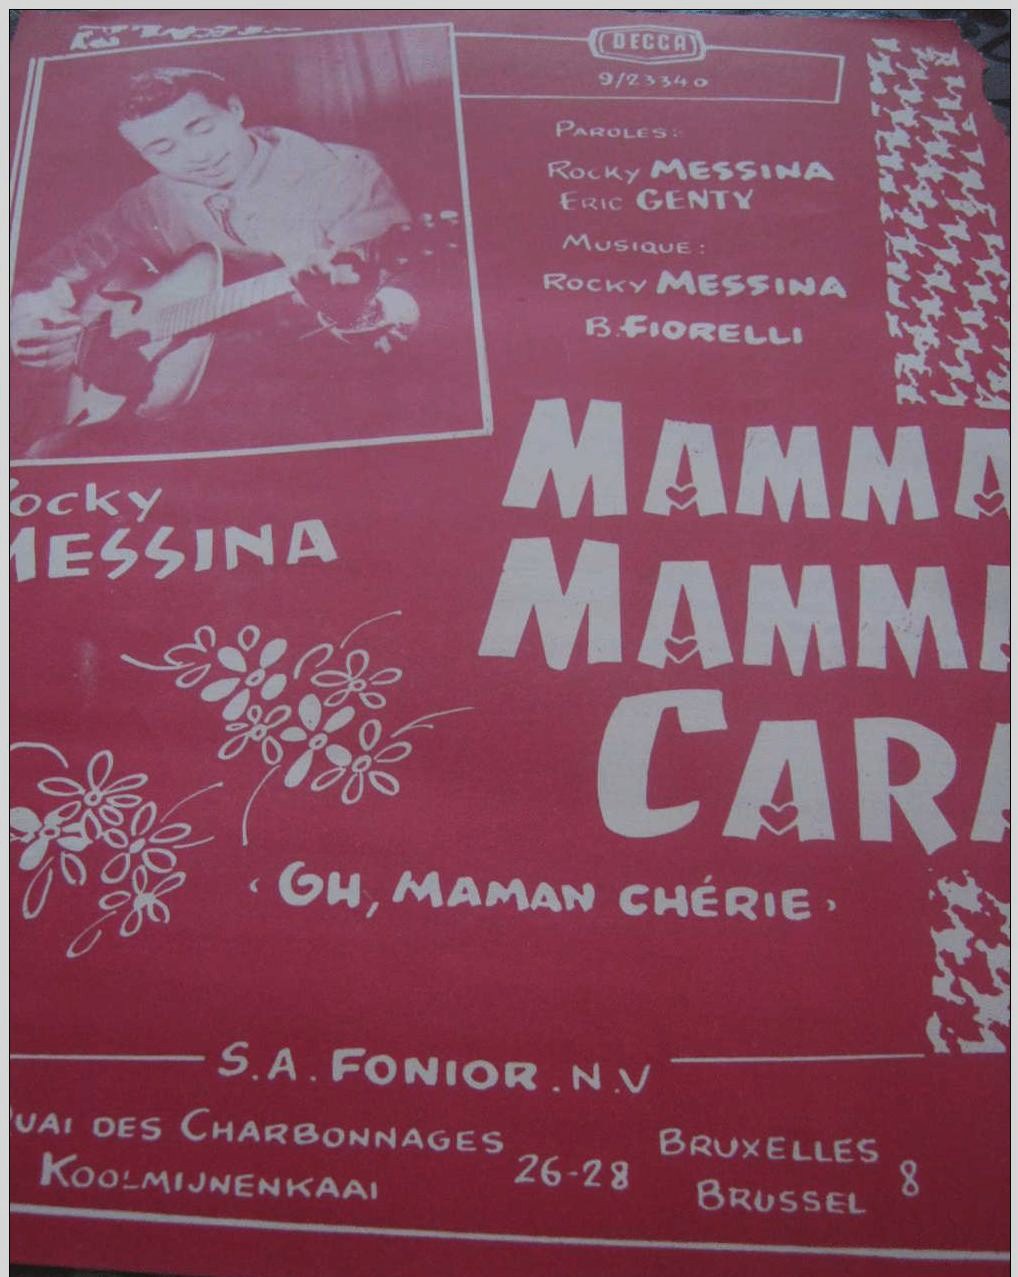 DECCA
9/23340
PAROLES:
ROCKY MESSINA
ERIC GENTY
MUSIQUE:
ROCKY MESSINA
B. FIORELLI
MAMMA
MAMMA
CARA
OCKY
MESSINA
‹ OH, MAMAN CHÉRIE ›
S.A. FONIOR. N.V
UAI DES CHARBONNAGES
KOOLMIJNENKAAI
26-28
BRUXELLES
BRUSSEL
8